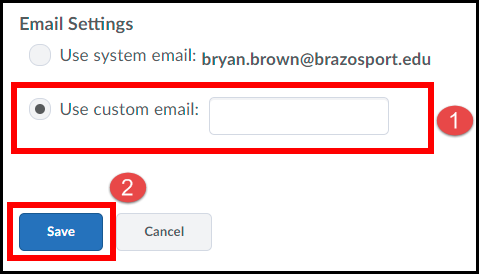 Email Settings
Use system email: bryan.brown@brazosport.edu
Use custom email:
1
2
Save Cancel